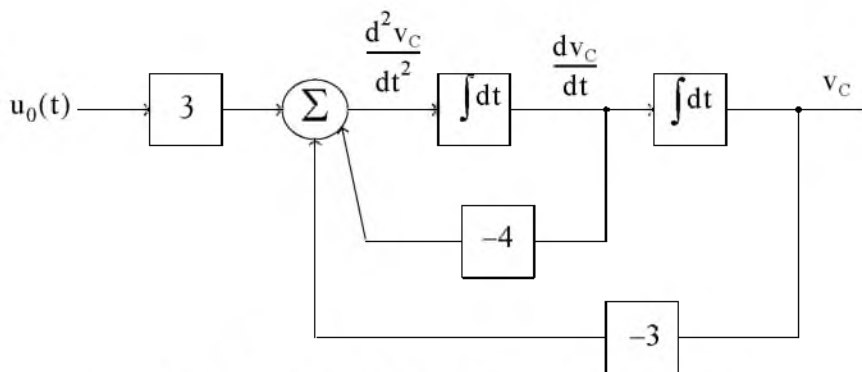 d²v_C
dt²
dv_C
dt
u₀(t)
3
Σ
∫dt
∫dt
v_C
−4
−3